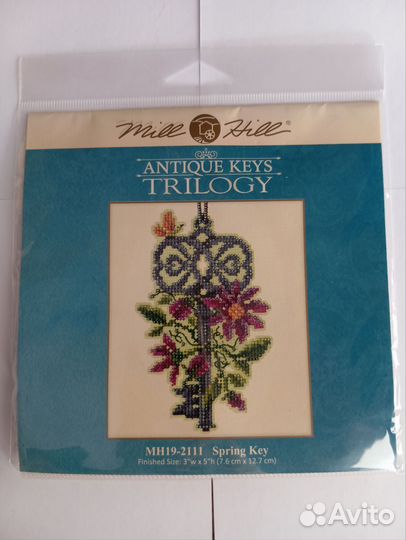 Mill Hill®
ANTIQUE KEYS
TRILOGY
MH19-2111 Spring Key
Finished Size: 3"w x 5"h (7.6 cm x 12.7 cm)
Avito